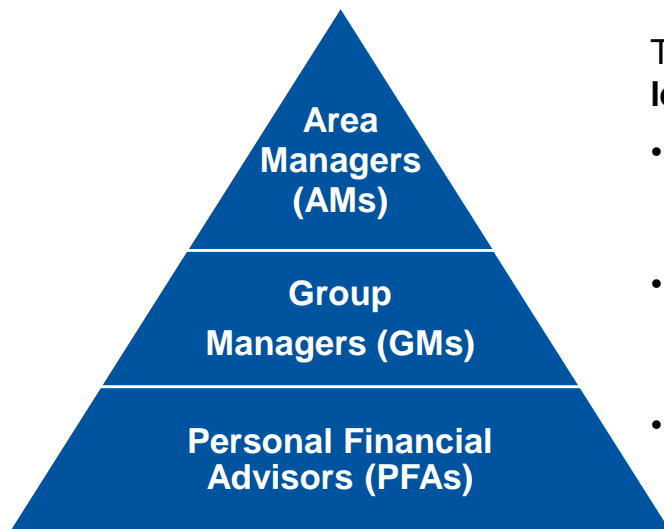 Area
Managers
(AMs)
Group
Managers (GMs)
Personal Financial
Advisors (PFAs)
•
•
•